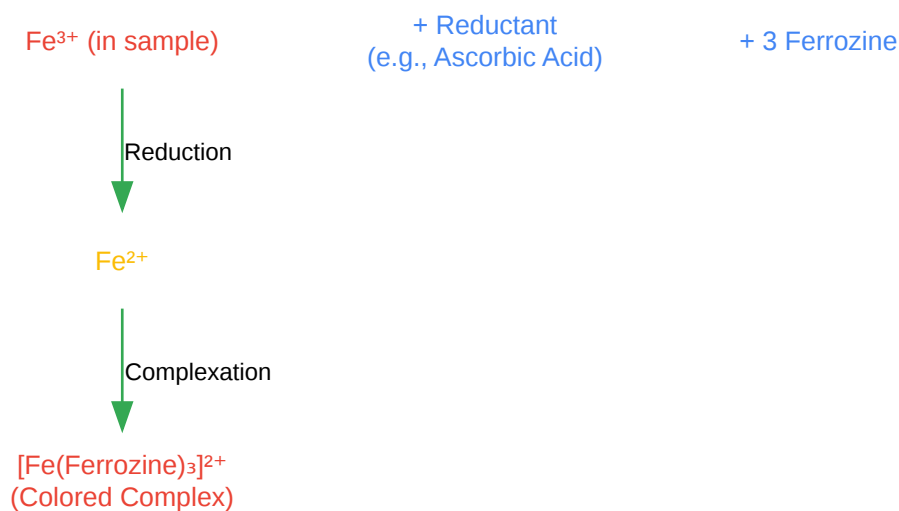 Fe³⁺ (in sample)
+ Reductant
(e.g., Ascorbic Acid)
+ 3 Ferrozine
Reduction
Fe²⁺
Complexation
[Fe(Ferrozine)₃]²⁺
(Colored Complex)